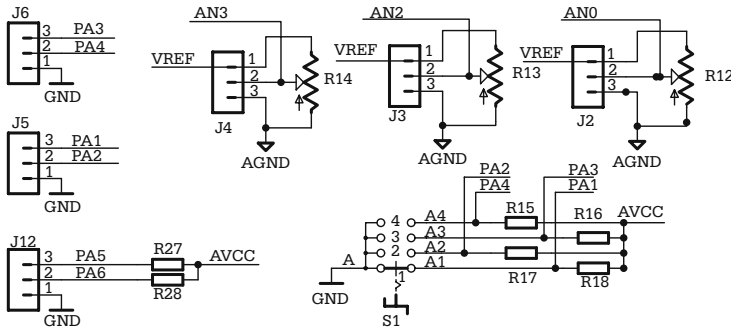 J6
3 PA3
2 PA4
1
GND
J5
3 PA1
2 PA2
1
GND
J12
3 PA5 R27 AVCC
2 PA6 R28
1
GND
AN3
VREF 1
2
3
R14
J4
AGND
AN2
VREF 1
2
3
R13
J3
AGND
AN0
VREF 1
2
3
R12
J2
AGND
PA2 PA3
PA4 PA1
4 A4 R15 R16 AVCC
3 A3
2 A2
A A1
1 R17 R18
GND
S1